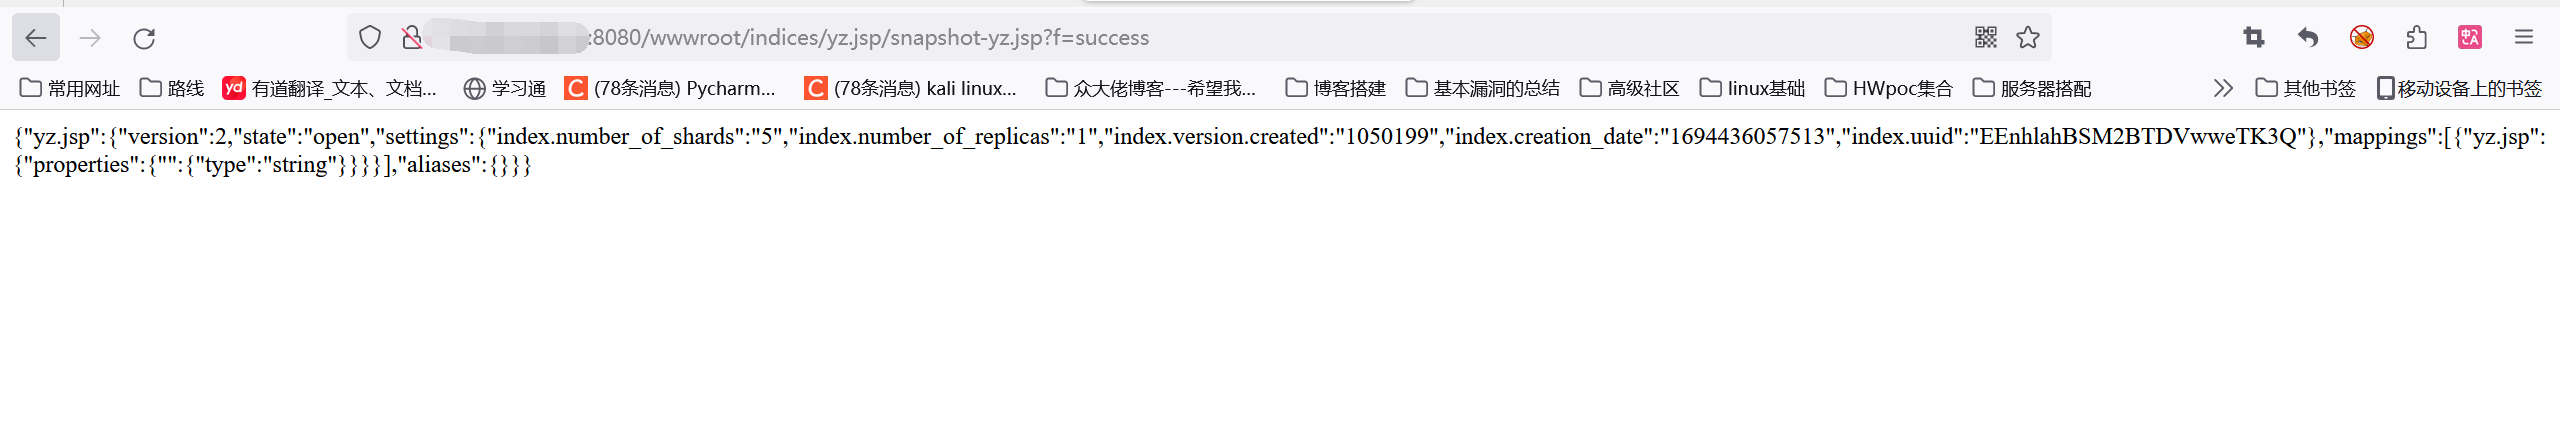 :8080/wwwroot/indices/yz.jsp/snapshot-yz.jsp?f=success
常用网址 路线 yd 有道翻译_文本、文档... 学习通 C (78条消息) Pycharm... C (78条消息) kali linux... 众大佬博客---希望我... 博客搭建 基本漏洞的总结 高级社区 linux基础 HWpoc集合 服务器搭配 其他书签 移动设备上的书签
{"yz.jsp":{"version":2,"state":"open","settings":{"index.number_of_shards":"5","index.number_of_replicas":"1","index.version.created":"1050199","index.creation_date":"1694436057513","index.uuid":"EEnhlahBSM2BTDVwweTK3Q"},"mappings":[{"yz.jsp":
{"properties":{"":{"type":"string"}}}}],"aliases":{}}}